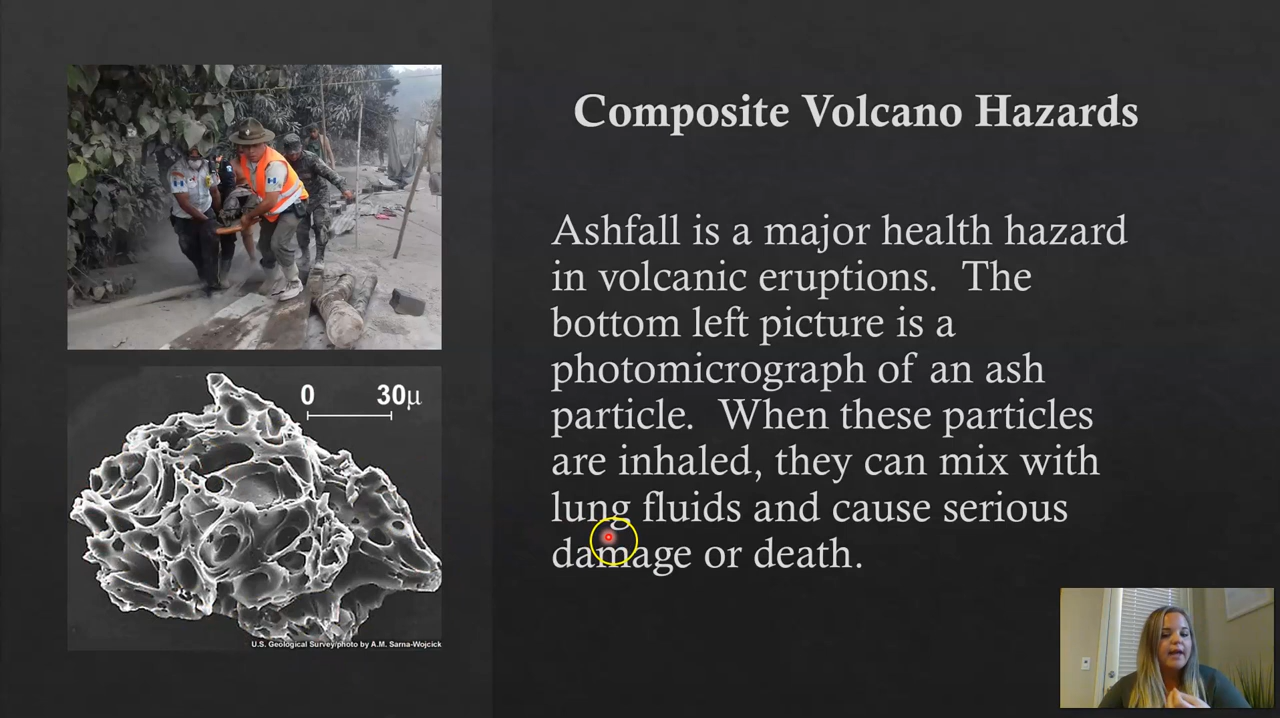 Composite Volcano Hazards
Ashfall is a major health hazard
in volcanic eruptions.  The
bottom left picture is a
photomicrograph of an ash
particle.  When these particles
are inhaled, they can mix with
lung fluids and cause serious
damage or death.
0 30µ
U.S. Geological Survey/photo by A.M. Sarna-Wojcick